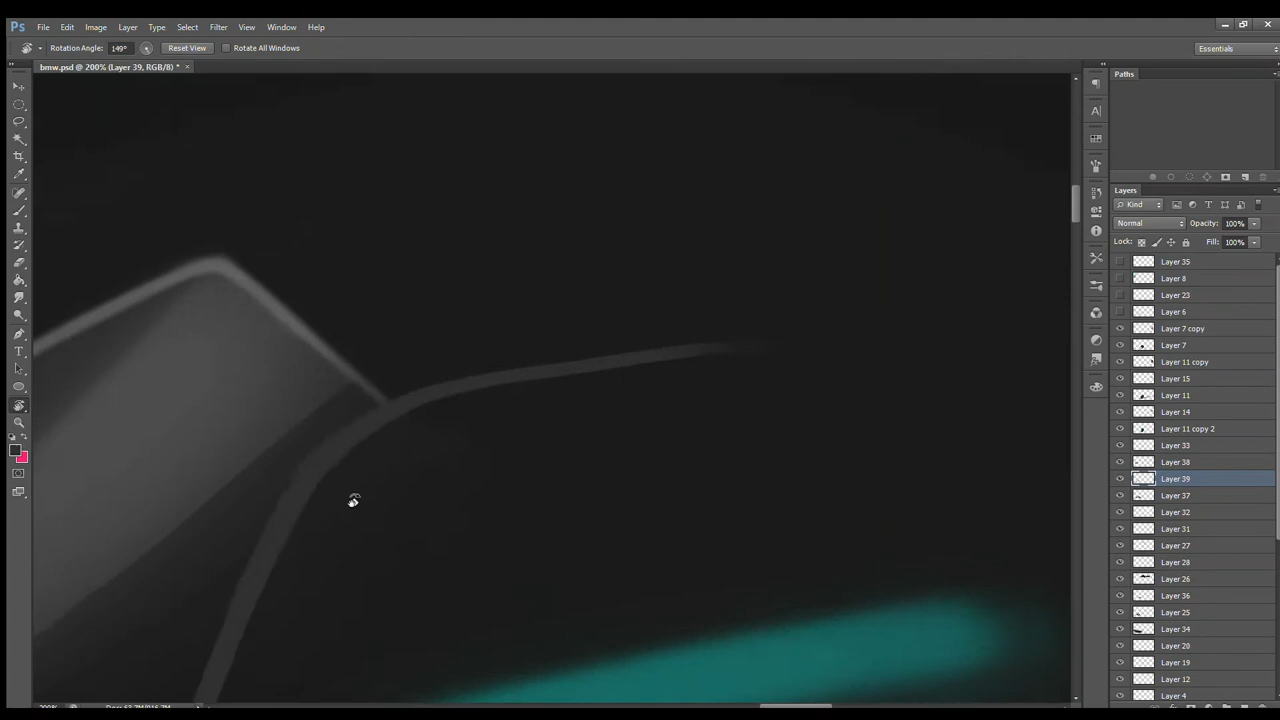 Ps File Edit Image Layer Type Select Filter View Window Help
Rotation Angle: 149° Reset View Rotate All Windows Essentials
bmw.psd @ 200% (Layer 39, RGB/8) * ×
Paths
Layers
Kind
Normal Opacity: 100%
Lock: Fill: 100%
Layer 35
Layer 8
Layer 23
Layer 6
Layer 7 copy
Layer 7
Layer 11 copy
Layer 15
Layer 11
Layer 14
Layer 11 copy 2
Layer 33
Layer 38
Layer 39
Layer 37
Layer 32
Layer 31
Layer 27
Layer 28
Layer 26
Layer 36
Layer 25
Layer 34
Layer 20
Layer 19
Layer 12
Layer 4